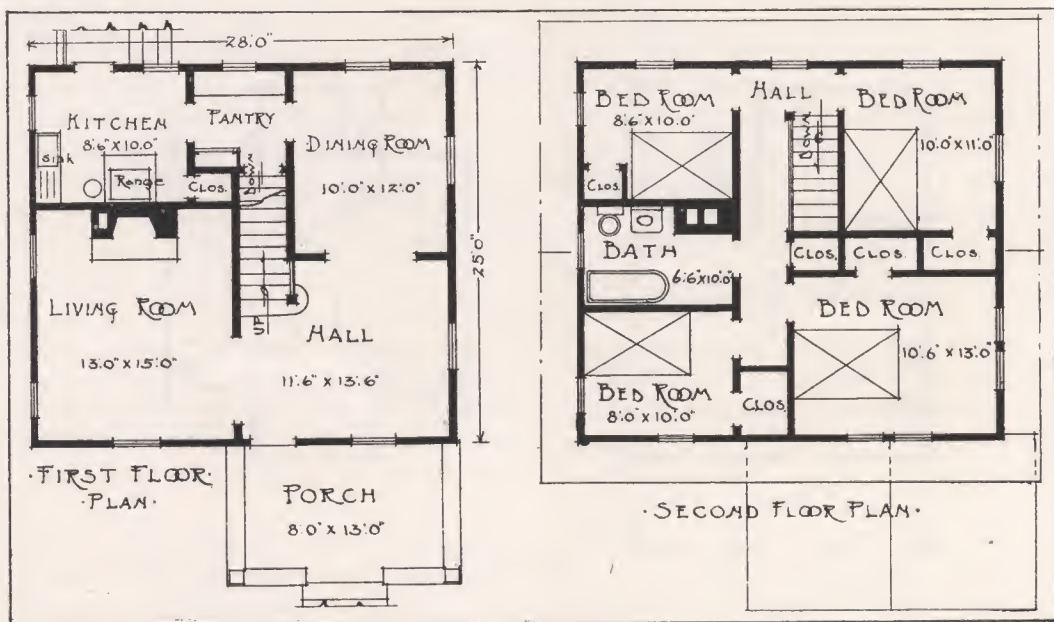 28'.0"
KITCHEN
8'.6" X 10'.0"
Sink
Range
PANTRY
CLOS.
DOWN
DINING ROOM
10'.0" X 12'.0"
25'.0"
LIVING ROOM
13'.0" X 15'.0"
UP
HALL
11'.6" X 13'.6"
·FIRST FLOOR·
·PLAN·
PORCH
8'.0" X 13'.0"
BED ROOM
8'.6" X 10'.0"
CLOS.
HALL
DOWN
BED ROOM
10'.0" X 11'.0"
BATH
6'.6" X 10'.0"
CLOS.
CLOS.
CLOS.
BED ROOM
10'.6" X 13'.0"
BED ROOM
8'.0" X 10'.0"
CLOS.
·SECOND FLOOR PLAN·